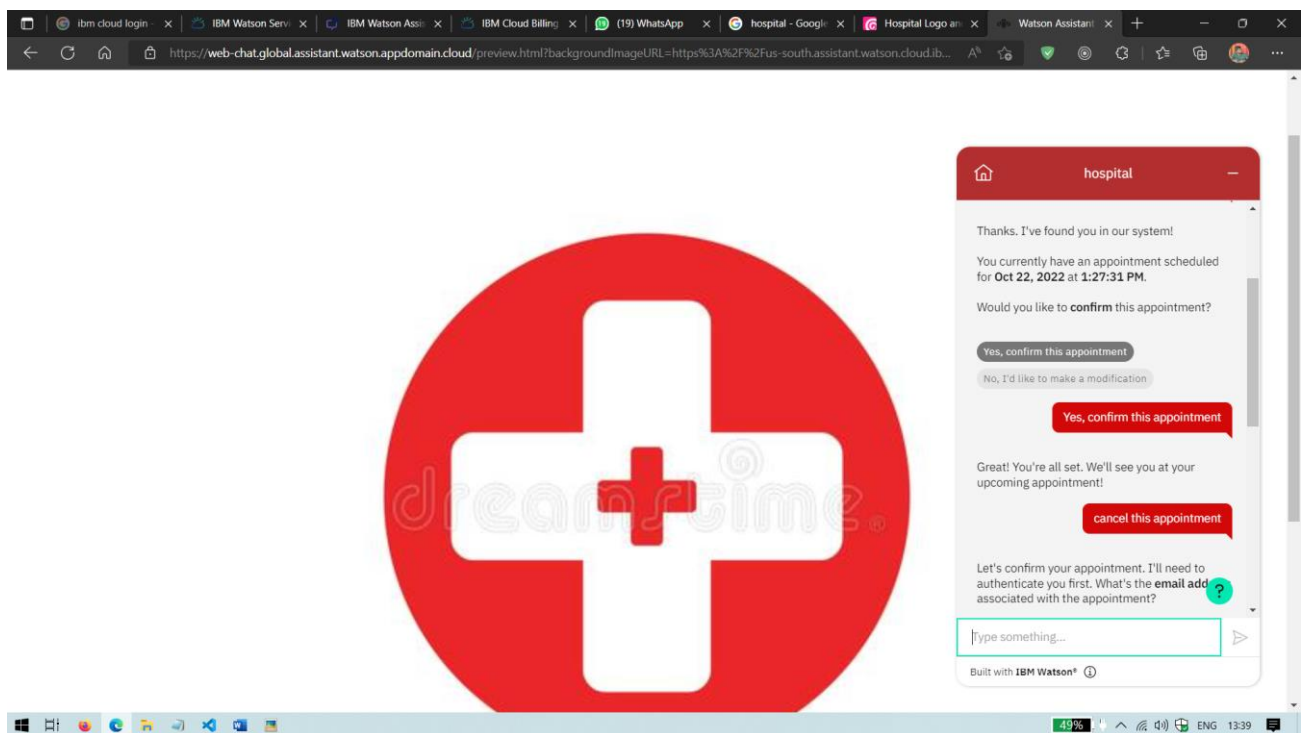 ibm cloud login -
IBM Watson Servi
IBM Watson Assis
IBM Cloud Billing
(19) WhatsApp
hospital - Google
Hospital Logo an
Watson Assistant
https://web-chat.global.assistant.watson.appdomain.cloud/preview.html?backgroundImageURL=https%3A%2F%2Fus-south.assistant.watson.cloud.ib...
hospital
Thanks. I've found you in our system!
You currently have an appointment scheduled
for Oct 22, 2022 at 1:27:31 PM.
Would you like to confirm this appointment?
Yes, confirm this appointment
No, I'd like to make a modification
Yes, confirm this appointment
Great! You're all set. We'll see you at your
upcoming appointment!
cancel this appointment
Let's confirm your appointment. I'll need to
authenticate you first. What's the email add
associated with the appointment?
?
Type something...
Built with IBM Watson®
dreamstime®
49%
ENG
13:39